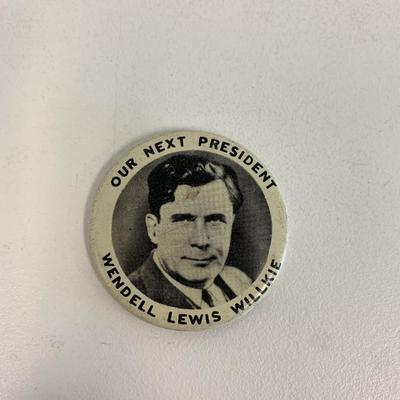 OUR NEXT PRESIDENT
WENDELL LEWIS WILLKIE